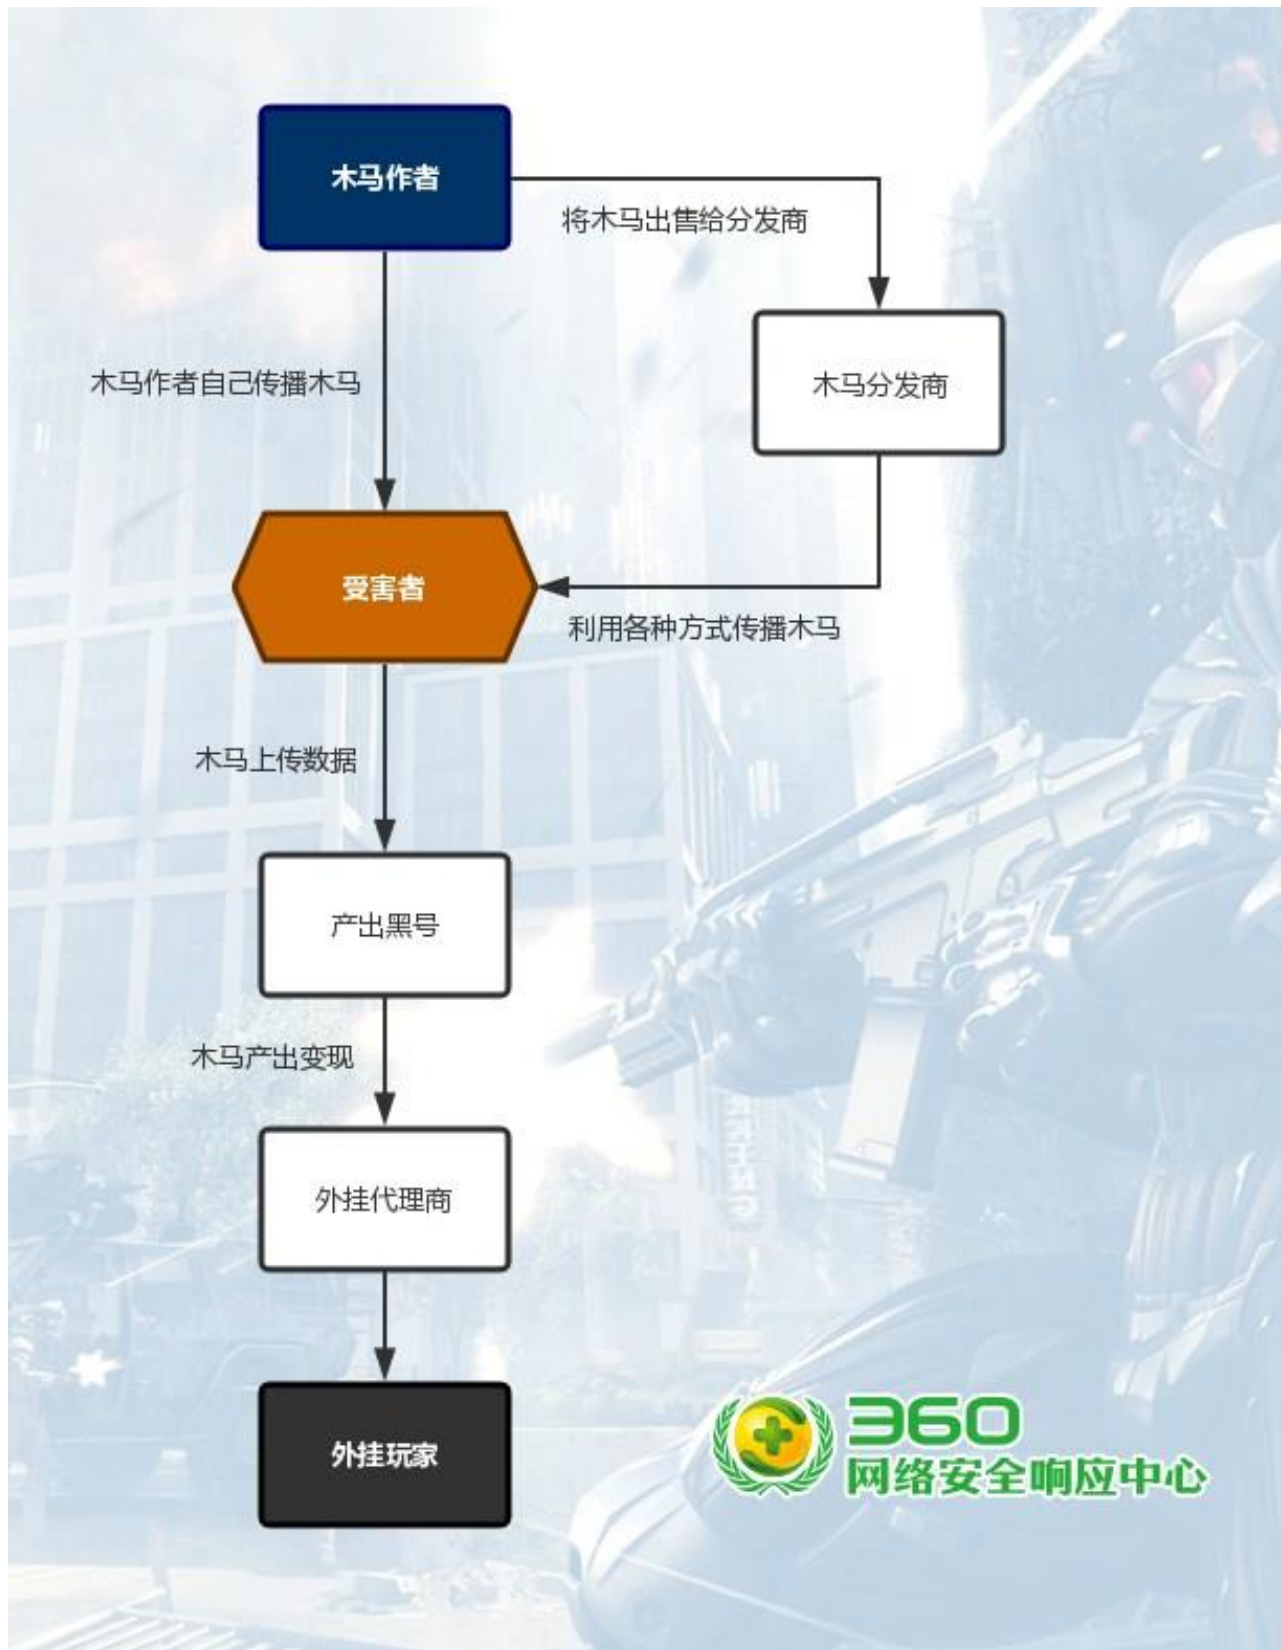 木马作者
将木马出售给分发商
木马作者自己传播木马
木马分发商
受害者
利用各种方式传播木马
木马上传数据
产出黑号
木马产出变现
外挂代理商
外挂玩家
360
网络安全响应中心